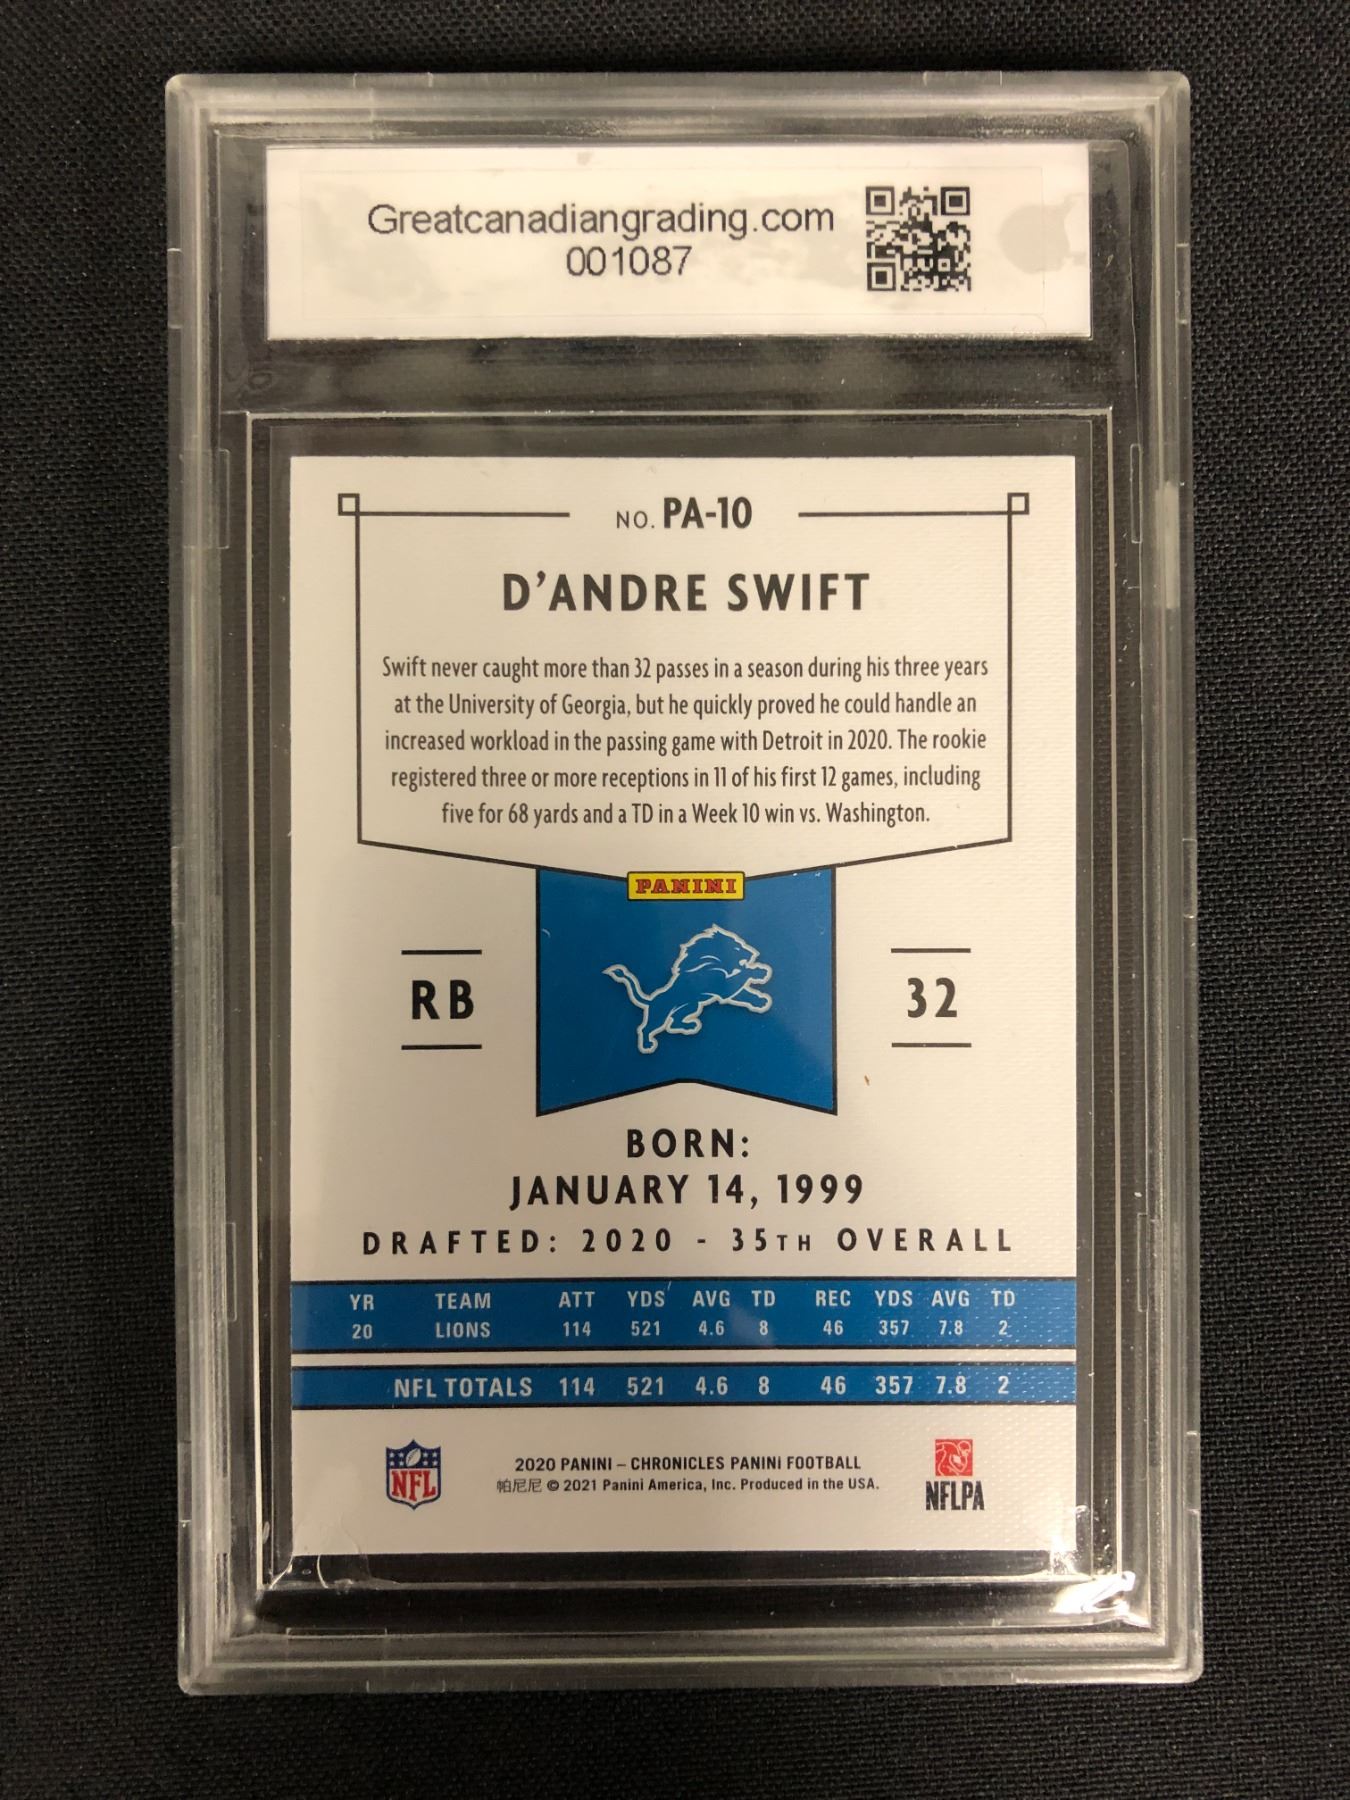 Greatcanadiangrading.com
001087
NO. PA-10
D'ANDRE SWIFT
Swift never caught more than 32 passes in a season during his three years
at the University of Georgia, but he quickly proved he could handle an
increased workload in the passing game with Detroit in 2020. The rookie
registered three or more receptions in 11 of his first 12 games, including
five for 68 yards and a TD in a Week 10 win vs. Washington.
PANINI
RB
32
BORN:
JANUARY 14, 1999
DRAFTED: 2020 - 35TH OVERALL
YR TEAM ATT YDS AVG TD REC YDS AVG TD
20 LIONS 114 521 4.6 8 46 357 7.8 2
NFL TOTALS 114 521 4.6 8 46 357 7.8 2
NFL
2020 PANINI – CHRONICLES PANINI FOOTBALL
帕尼尼 © 2021 Panini America, Inc. Produced in the USA.
NFLPA